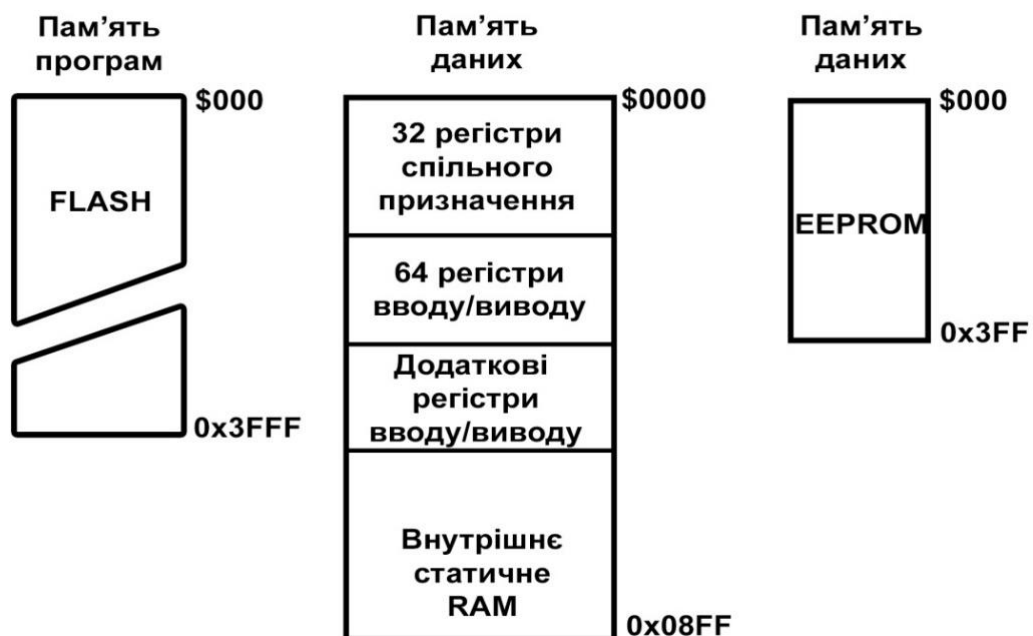 Пам’ять
програм
$000
FLASH
0x3FFF
Пам’ять
даних
$0000
32 регістри
спільного
призначення
64 регістри
вводу/виводу
Додаткові
регістри
вводу/виводу
Внутрішнє
статичне
RAM
0x08FF
Пам’ять
даних
$000
EEPROM
0x3FF